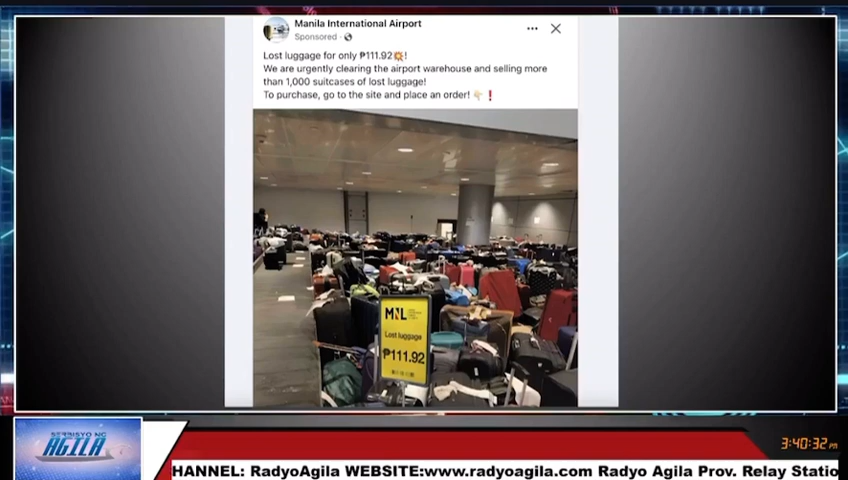 Manila International Airport
Sponsored ·
Lost luggage for only ₱111.92💥!
We are urgently clearing the airport warehouse and selling more
than 1,000 suitcases of lost luggage!
To purchase, go to the site and place an order! 👇🏻❗
MNL
Lost luggage
₱111.92
SERBISYO NG
AGILA
3:40:32 PM
HANNEL: RadyoAgila WEBSITE:www.radyoagila.com Radyo Agila Prov. Relay Statio